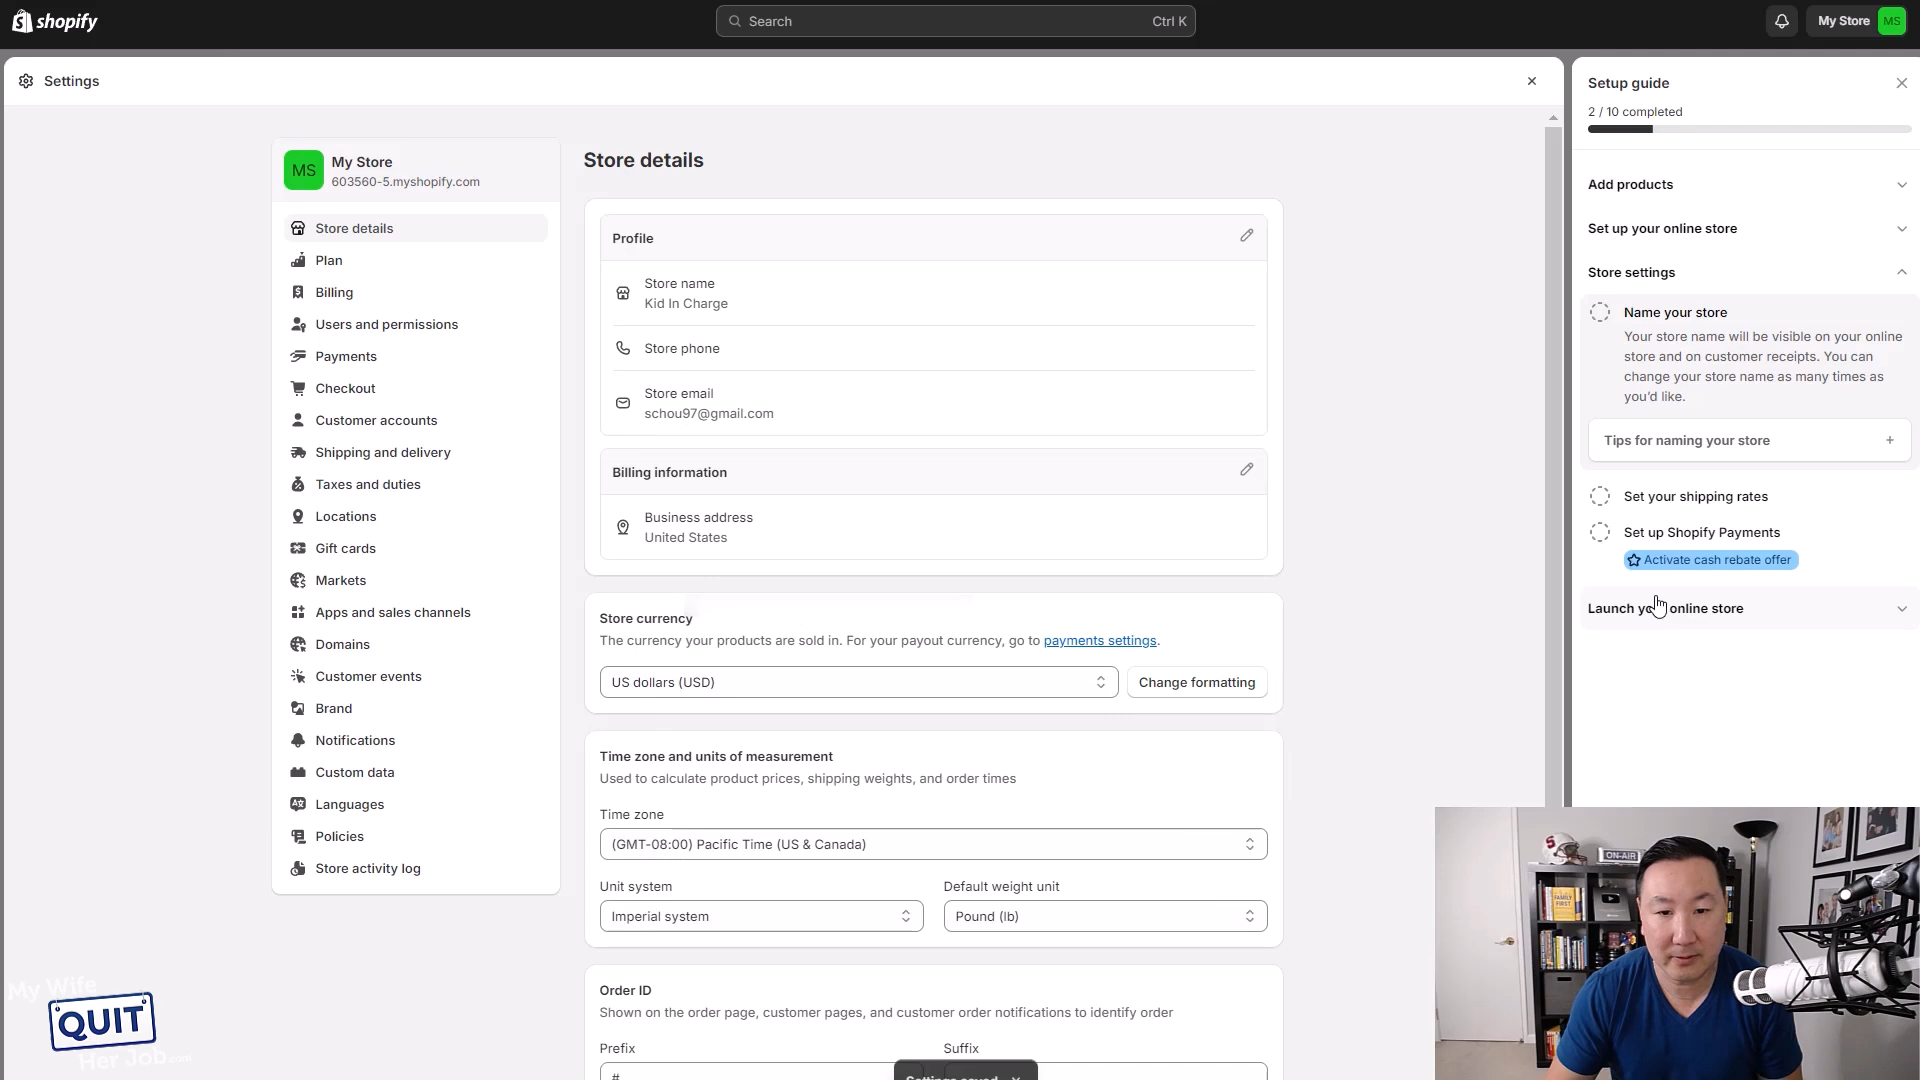 shopify
Search
Ctrl K
My Store
MS
Settings
MS
My Store
603560-5.myshopify.com
Store details
Plan
Billing
Users and permissions
Payments
Checkout
Customer accounts
Shipping and delivery
Taxes and duties
Locations
Gift cards
Markets
Apps and sales channels
Domains
Customer events
Brand
Notifications
Custom data
Languages
Policies
Store activity log
Store details
Profile
Store name
Kid In Charge
Store phone
Store email
schou97@gmail.com
Billing information
Business address
United States
Store currency
The currency your products are sold in. For your payout currency, go to payments settings.
US dollars (USD)
Change formatting
Time zone and units of measurement
Used to calculate product prices, shipping weights, and order times
Time zone
(GMT-08:00) Pacific Time (US & Canada)
Unit system
Default weight unit
Imperial system
Pound (lb)
Order ID
Shown on the order page, customer pages, and customer order notifications to identify order
Prefix
Suffix
#
Settings saved
Setup guide
2 / 10 completed
Add products
Set up your online store
Store settings
Name your store
Your store name will be visible on your online
store and on customer receipts. You can
change your store name as many times as
you'd like.
Tips for naming your store
Set your shipping rates
Set up Shopify Payments
Activate cash rebate offer
Launch your online store
ON-AIR
FAMILY
FIRST
My Wife
QUIT
Her Job.com